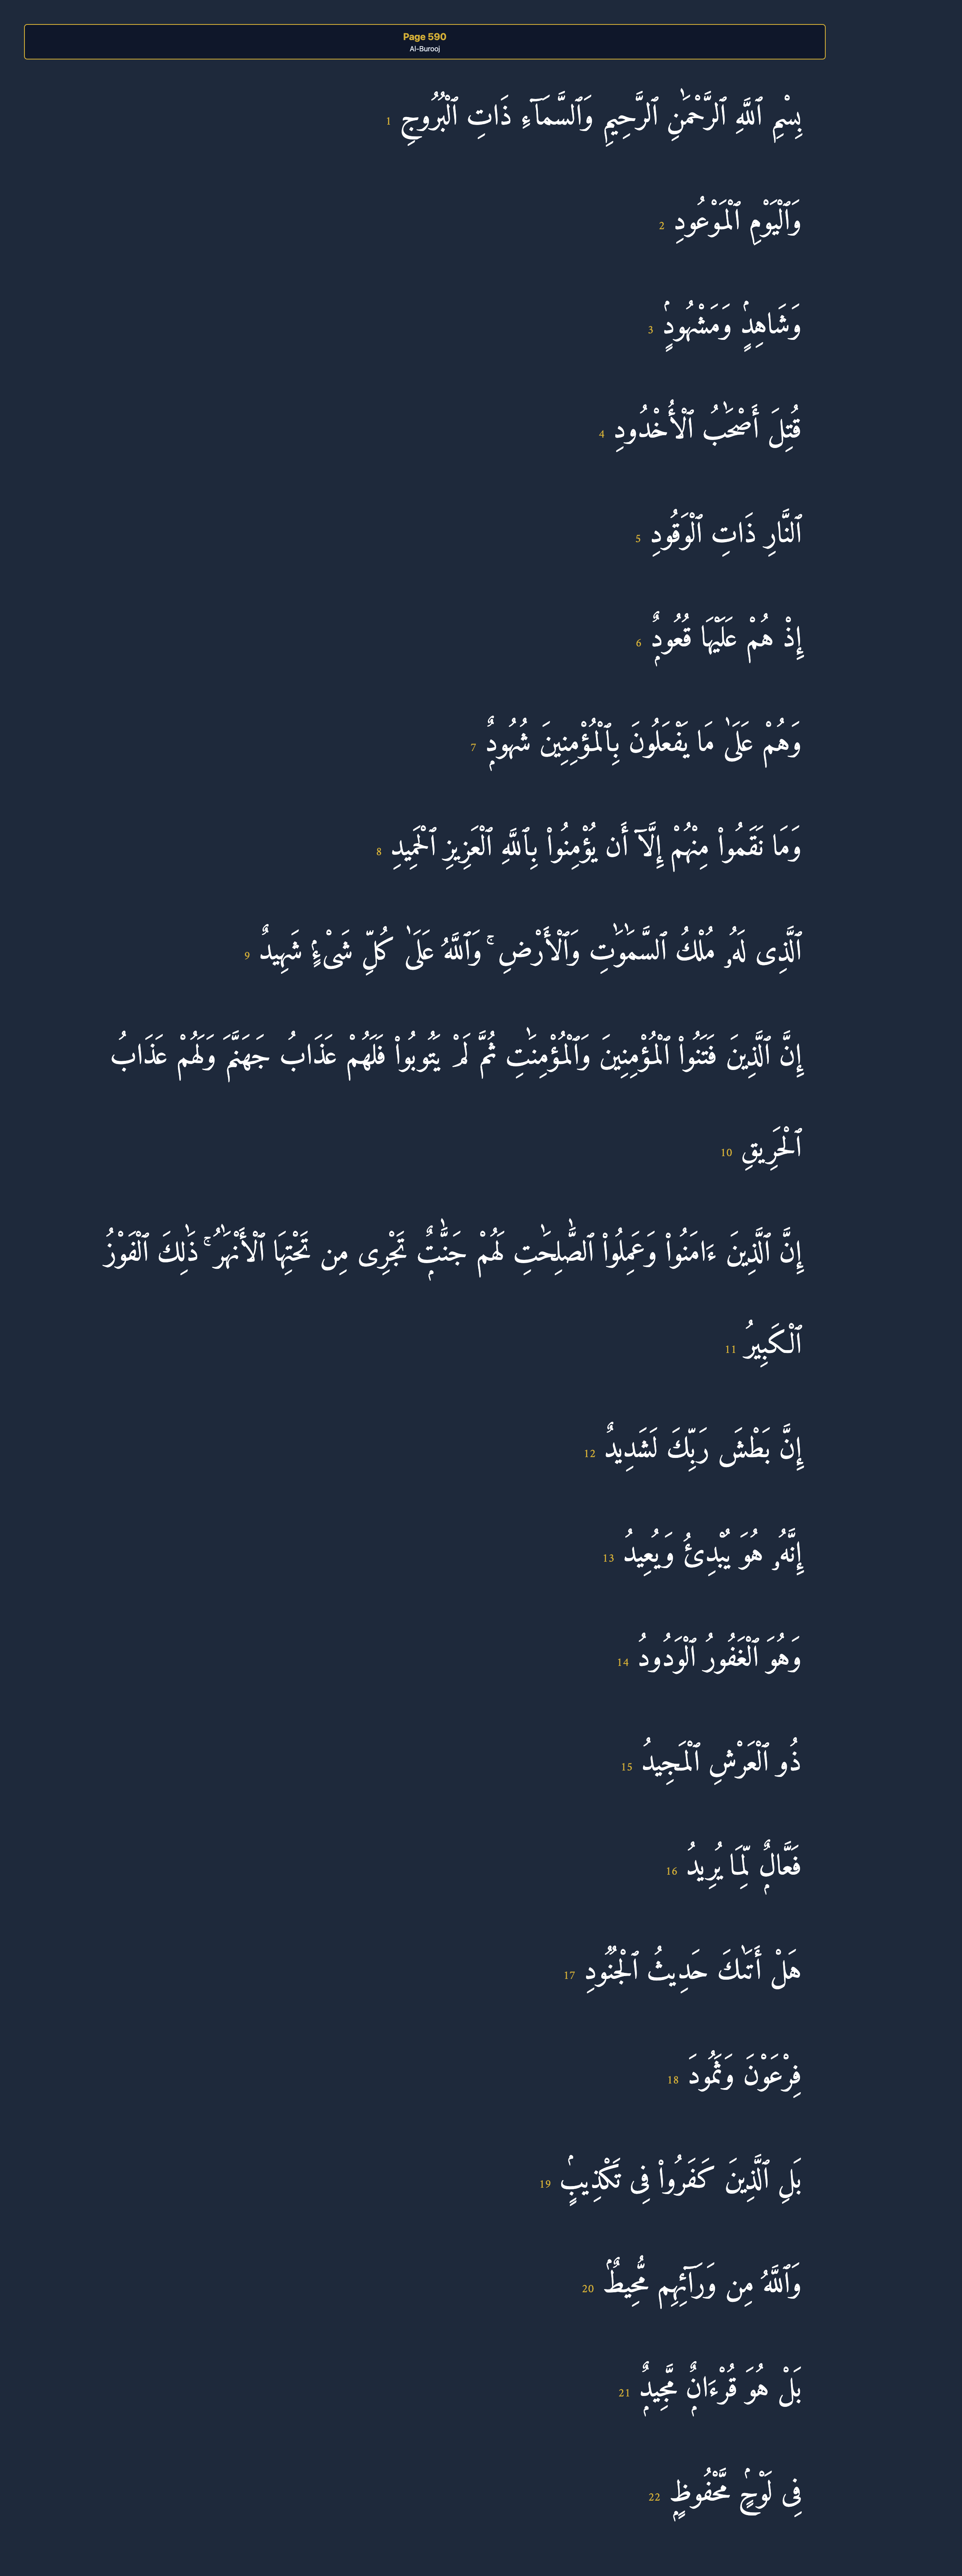 Page 590
Al-Burooj
بِسْمِ ٱللَّهِ ٱلرَّحْمَٰنِ ٱلرَّحِيمِ وَٱلسَّمَآءِ ذَاتِ ٱلْبُرُوجِ 1
وَٱلْيَوْمِ ٱلْمَوْعُودِ 2
وَشَاهِدٍۢ وَمَشْهُودٍۢ 3
قُتِلَ أَصْحَٰبُ ٱلْأُخْدُودِ 4
ٱلنَّارِ ذَاتِ ٱلْوَقُودِ 5
إِذْ هُمْ عَلَيْهَا قُعُودٌۭ 6
وَهُمْ عَلَىٰ مَا يَفْعَلُونَ بِٱلْمُؤْمِنِينَ شُهُودٌۭ 7
وَمَا نَقَمُوا۟ مِنْهُمْ إِلَّآ أَن يُؤْمِنُوا۟ بِٱللَّهِ ٱلْعَزِيزِ ٱلْحَمِيدِ 8
ٱلَّذِى لَهُۥ مُلْكُ ٱلسَّمَٰوَٰتِ وَٱلْأَرْضِ ۚ وَٱللَّهُ عَلَىٰ كُلِّ شَىْءٍۢ شَهِيدٌ 9
إِنَّ ٱلَّذِينَ فَتَنُوا۟ ٱلْمُؤْمِنِينَ وَٱلْمُؤْمِنَٰتِ ثُمَّ لَمْ يَتُوبُوا۟ فَلَهُمْ عَذَابُ جَهَنَّمَ وَلَهُمْ عَذَابُ
ٱلْحَرِيقِ 10
إِنَّ ٱلَّذِينَ ءَامَنُوا۟ وَعَمِلُوا۟ ٱلصَّٰلِحَٰتِ لَهُمْ جَنَّٰتٌۭ تَجْرِى مِن تَحْتِهَا ٱلْأَنْهَٰرُ ۚ ذَٰلِكَ ٱلْفَوْزُ
ٱلْكَبِيرُ 11
إِنَّ بَطْشَ رَبِّكَ لَشَدِيدٌ 12
إِنَّهُۥ هُوَ يُبْدِئُ وَيُعِيدُ 13
وَهُوَ ٱلْغَفُورُ ٱلْوَدُودُ 14
ذُو ٱلْعَرْشِ ٱلْمَجِيدُ 15
فَعَّالٌۭ لِّمَا يُرِيدُ 16
هَلْ أَتَىٰكَ حَدِيثُ ٱلْجُنُودِ 17
فِرْعَوْنَ وَثَمُودَ 18
بَلِ ٱلَّذِينَ كَفَرُوا۟ فِى تَكْذِيبٍۢ 19
وَٱللَّهُ مِن وَرَآئِهِم مُّحِيطٌۢ 20
بَلْ هُوَ قُرْءَانٌۭ مَّجِيدٌۭ 21
فِى لَوْحٍۢ مَّحْفُوظٍۭ 22